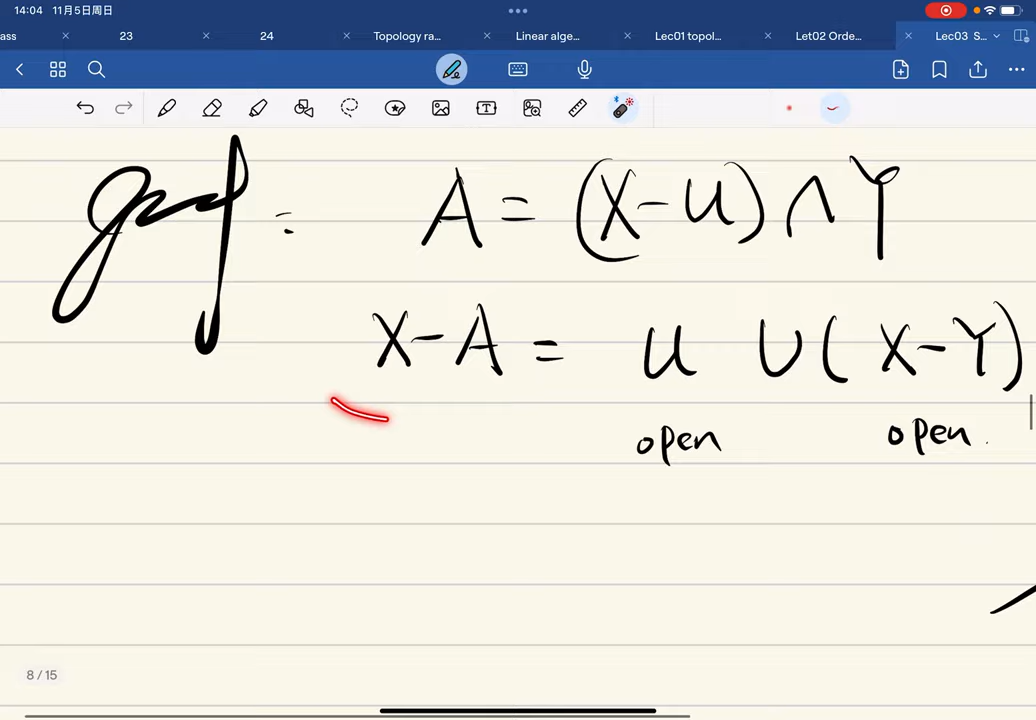 14:04 11月5日周日
ass 23 24 Topology ra... Linear alge... Lec01 topol... Let02 Orde... Lec03 S...
proof: A = (X-U) ∩ Y
X-A = U ∪ (X-Y)
open open.
8/15